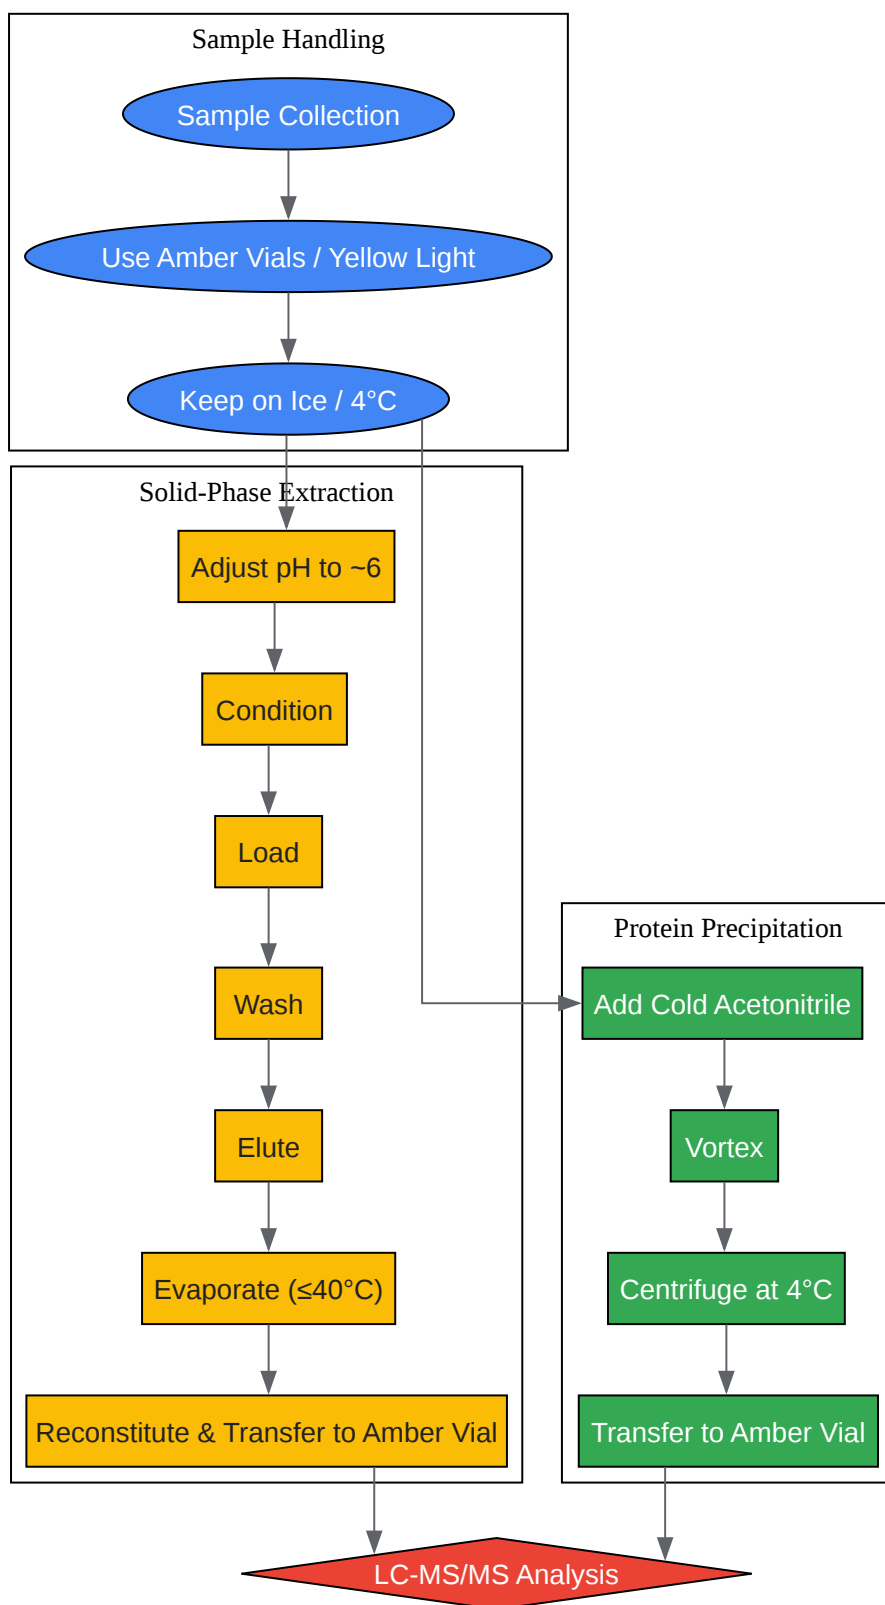 Sample Handling
Sample Collection
Use Amber Vials / Yellow Light
Keep on Ice / 4°C
Solid-Phase Extraction
Adjust pH to ~6
Condition
Load
Wash
Elute
Evaporate (≤40°C)
Reconstitute & Transfer to Amber Vial
Protein Precipitation
Add Cold Acetonitrile
Vortex
Centrifuge at 4°C
Transfer to Amber Vial
LC-MS/MS Analysis